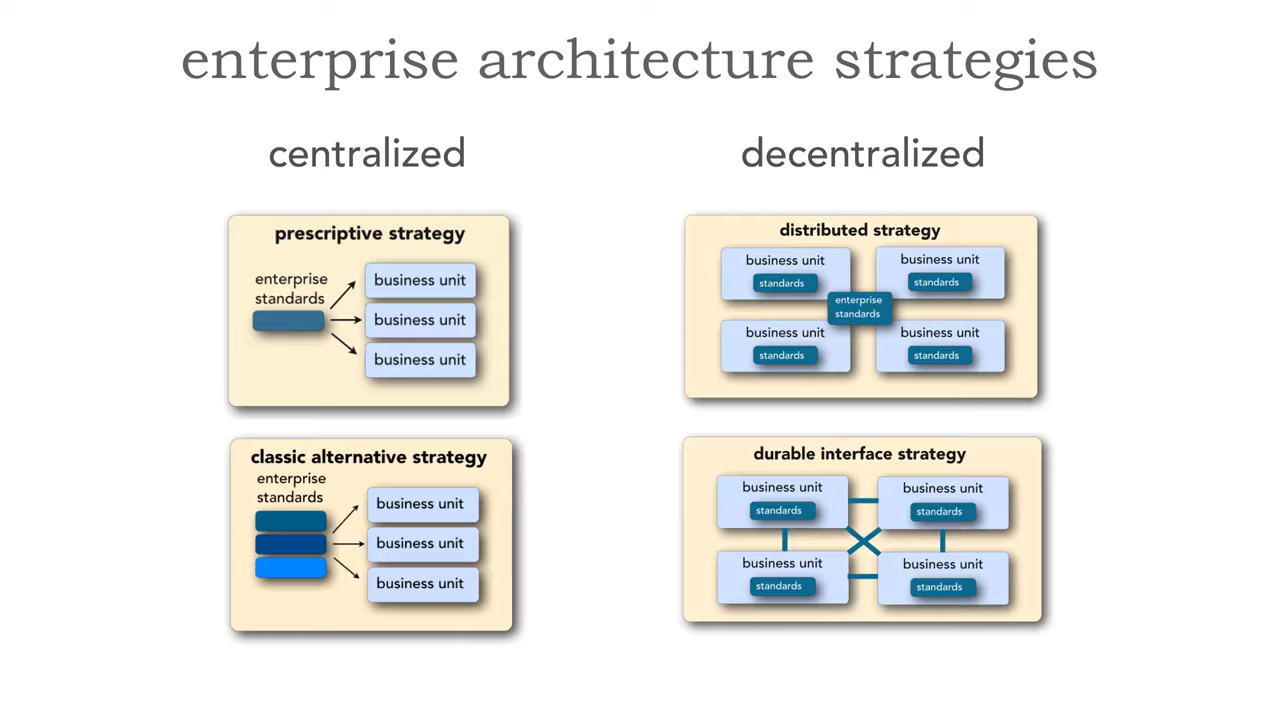 enterprise architecture strategies
centralized
prescriptive strategy
enterprise
standards
business unit
business unit
business unit
classic alternative strategy
enterprise
standards
business unit
business unit
business unit
decentralized
distributed strategy
business unit
standards
business unit
standards
enterprise
standards
business unit
standards
business unit
standards
durable interface strategy
business unit
standards
business unit
standards
business unit
standards
business unit
standards